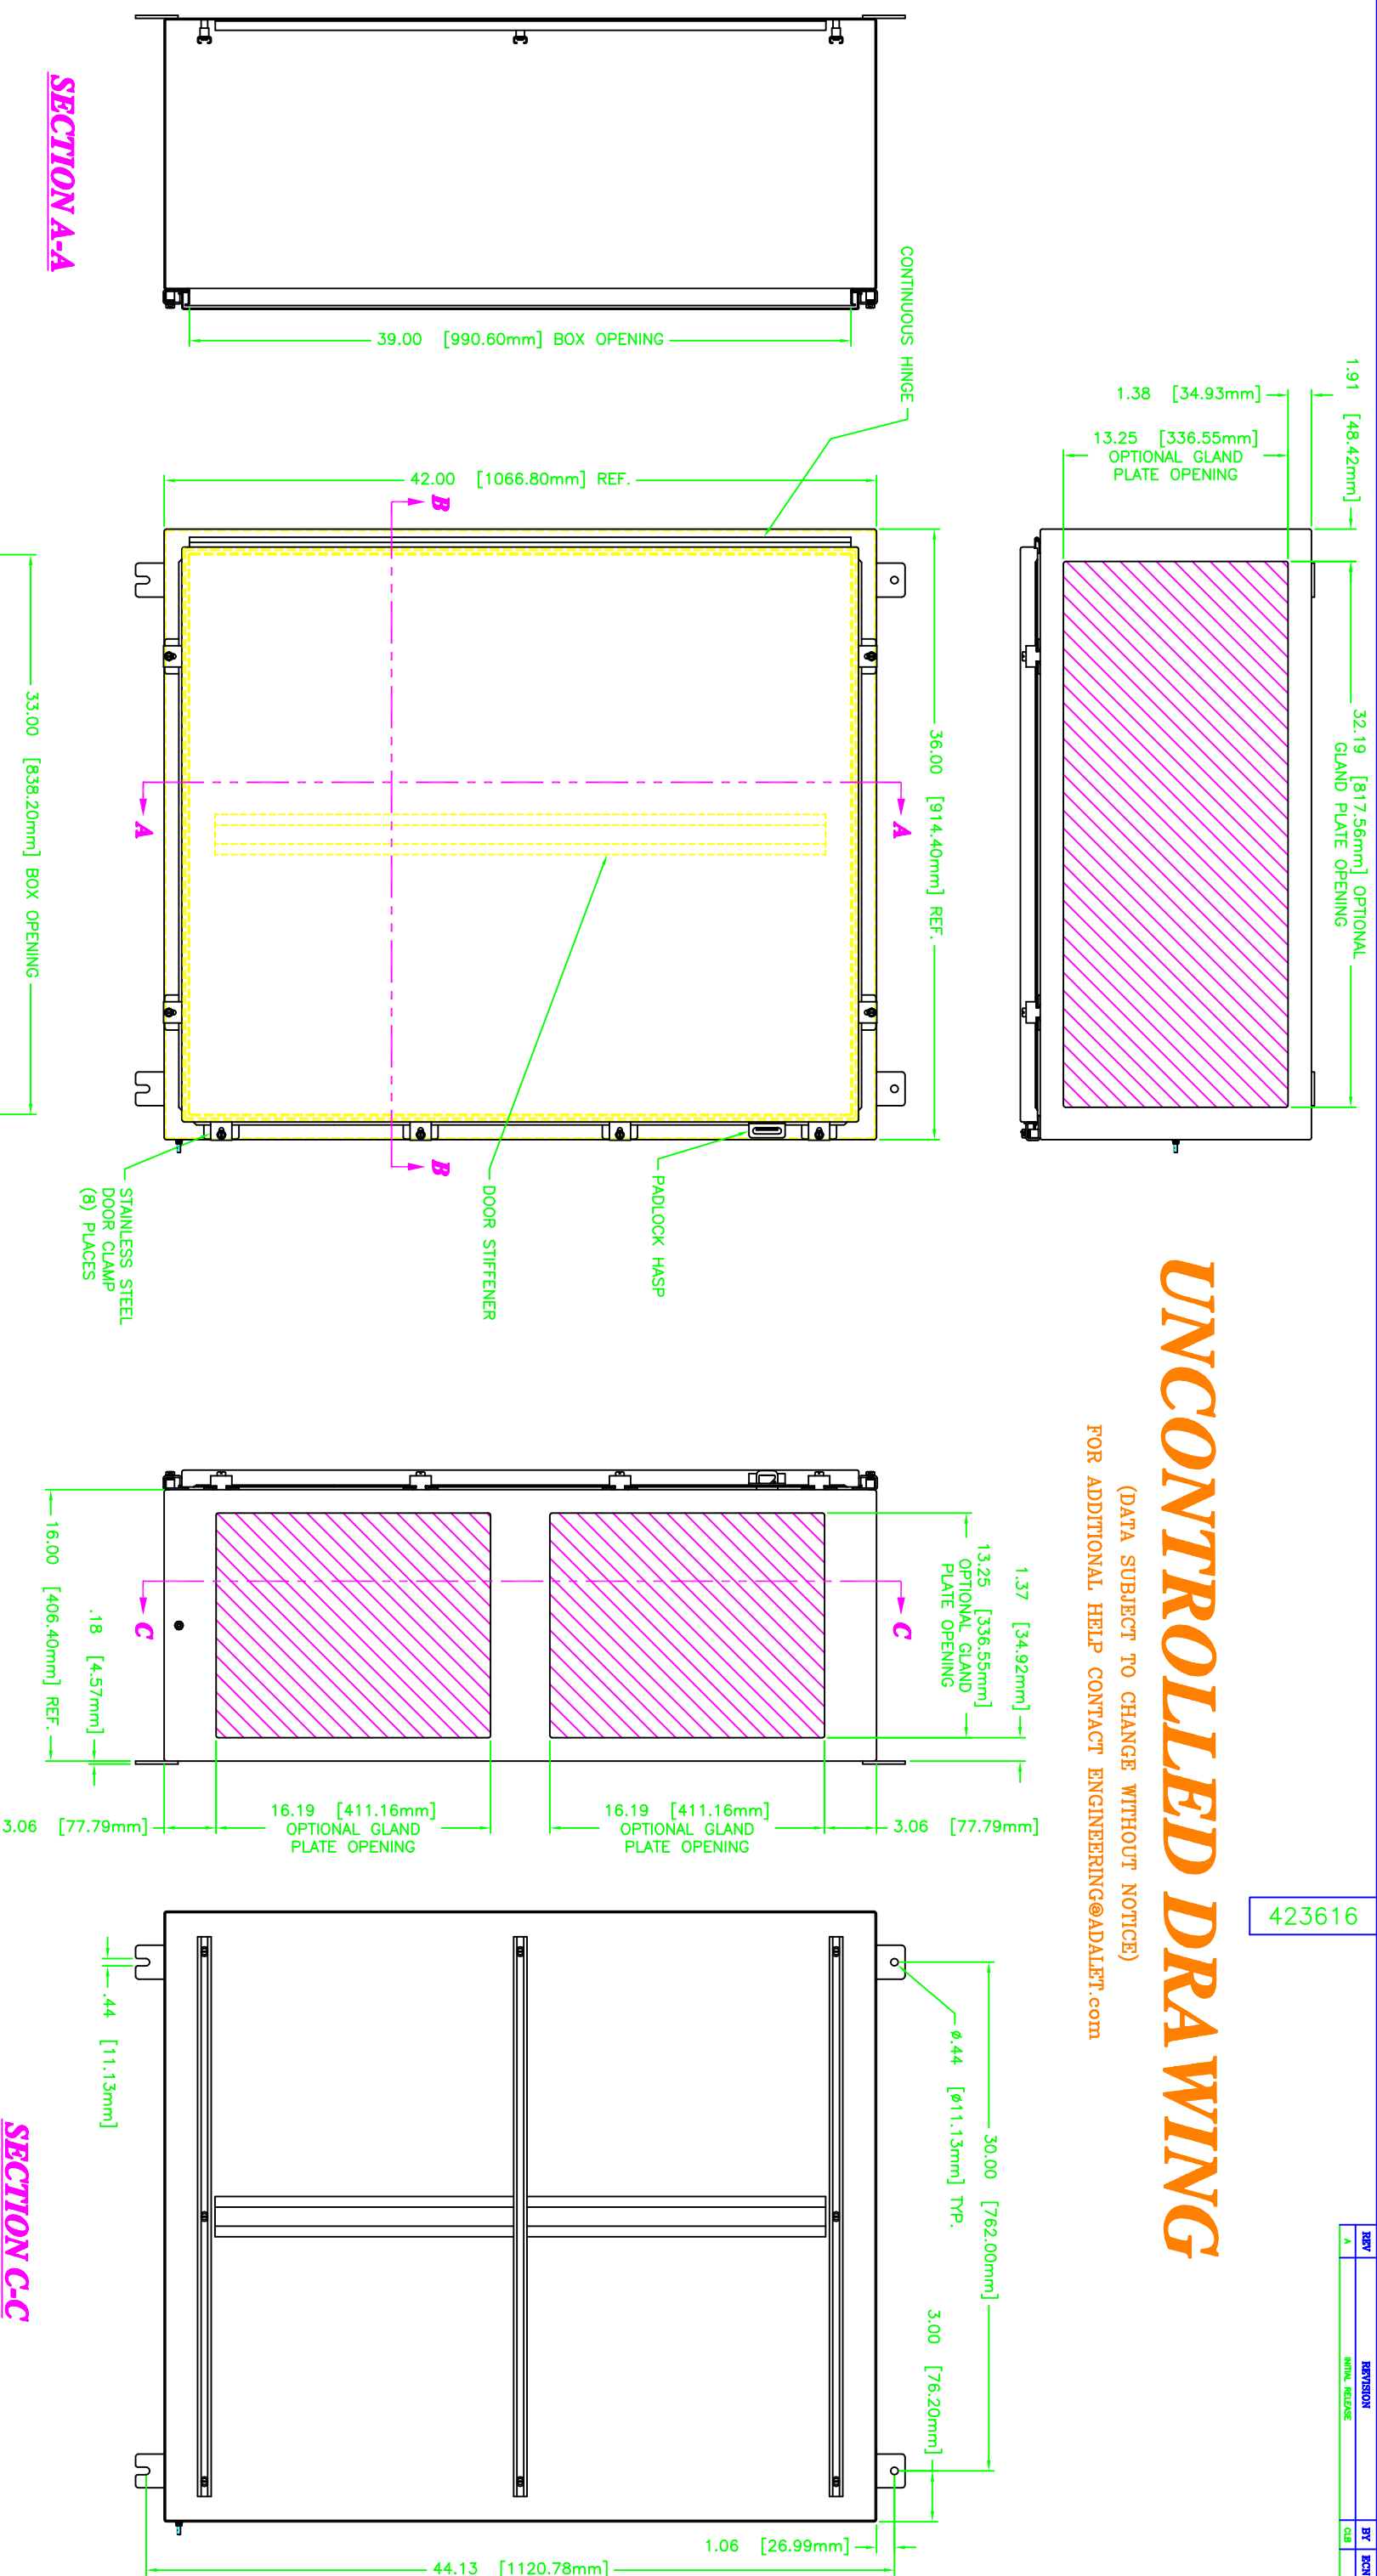 423616
REV
REVISION
BY
ECN
A
INITIAL RELEASE
CLB
UNCONTROLLED DRAWING
(DATA SUBJECT TO CHANGE WITHOUT NOTICE)
FOR ADDITIONAL HELP CONTACT ENGINEERING@ADALET.com
1.91 [48.42mm]
32.19 [817.56mm] OPTIONAL
GLAND PLATE OPENING
1.38 [34.93mm]
13.25 [336.55mm]
OPTIONAL GLAND
PLATE OPENING
CONTINUOUS HINGE
39.00 [990.60mm] BOX OPENING
SECTION A-A
42.00 [1066.80mm] REF.
36.00 [914.40mm] REF.
B
B
A
A
33.00 [838.20mm] BOX OPENING
PADLOCK HASP
DOOR STIFFENER
STAINLESS STEEL
DOOR CLAMP
(8) PLACES
1.37 [34.92mm]
13.25 [336.55mm]
OPTIONAL GLAND
PLATE OPENING
C
C
.18 [4.57mm]
16.00 [406.40mm] REF.
3.06 [77.79mm]
16.19 [411.16mm]
OPTIONAL GLAND
PLATE OPENING
16.19 [411.16mm]
OPTIONAL GLAND
PLATE OPENING
3.06 [77.79mm]
30.00 [762.00mm]
3.00 [76.20mm]
ø.44 [ø11.13mm] TYP.
.44 [11.13mm]
1.06 [26.99mm]
44.13 [1120.78mm]
SECTION C-C